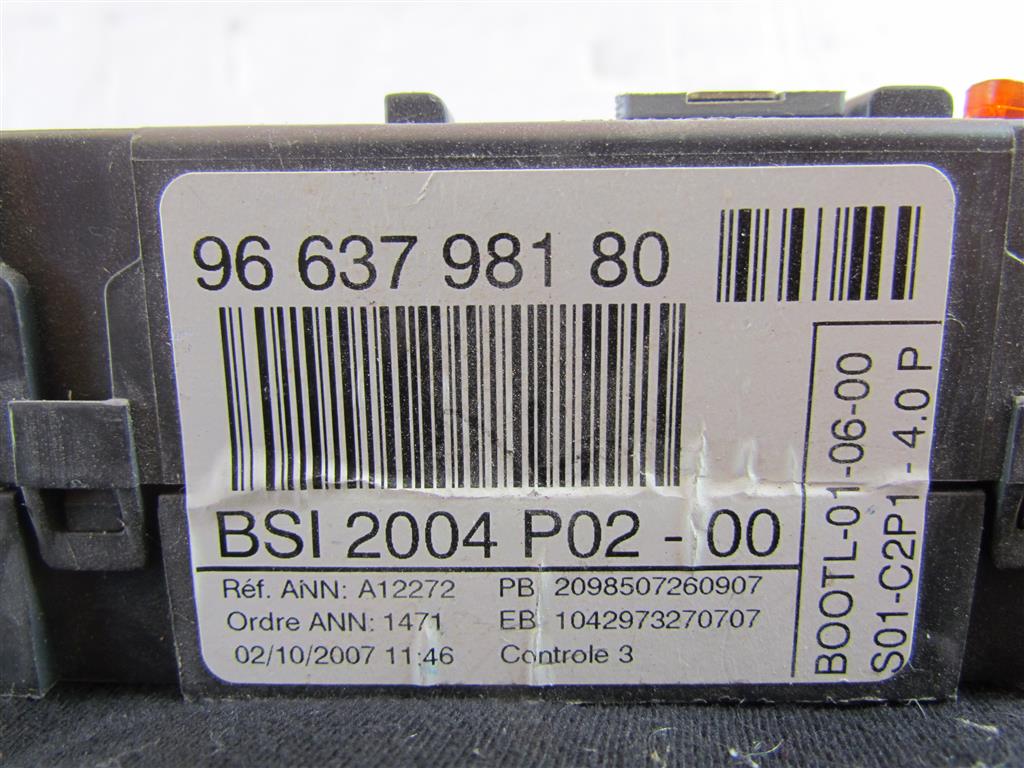 96 637 981 80
BSI 2004 P02 - 00
Réf. ANN: A12272 PB 2098507260907
Ordre ANN: 1471 EB 1042973270707
02/10/2007 11:46 Controle 3
BOOTL-01-06-00
S01-C2P1 - 4.0 P